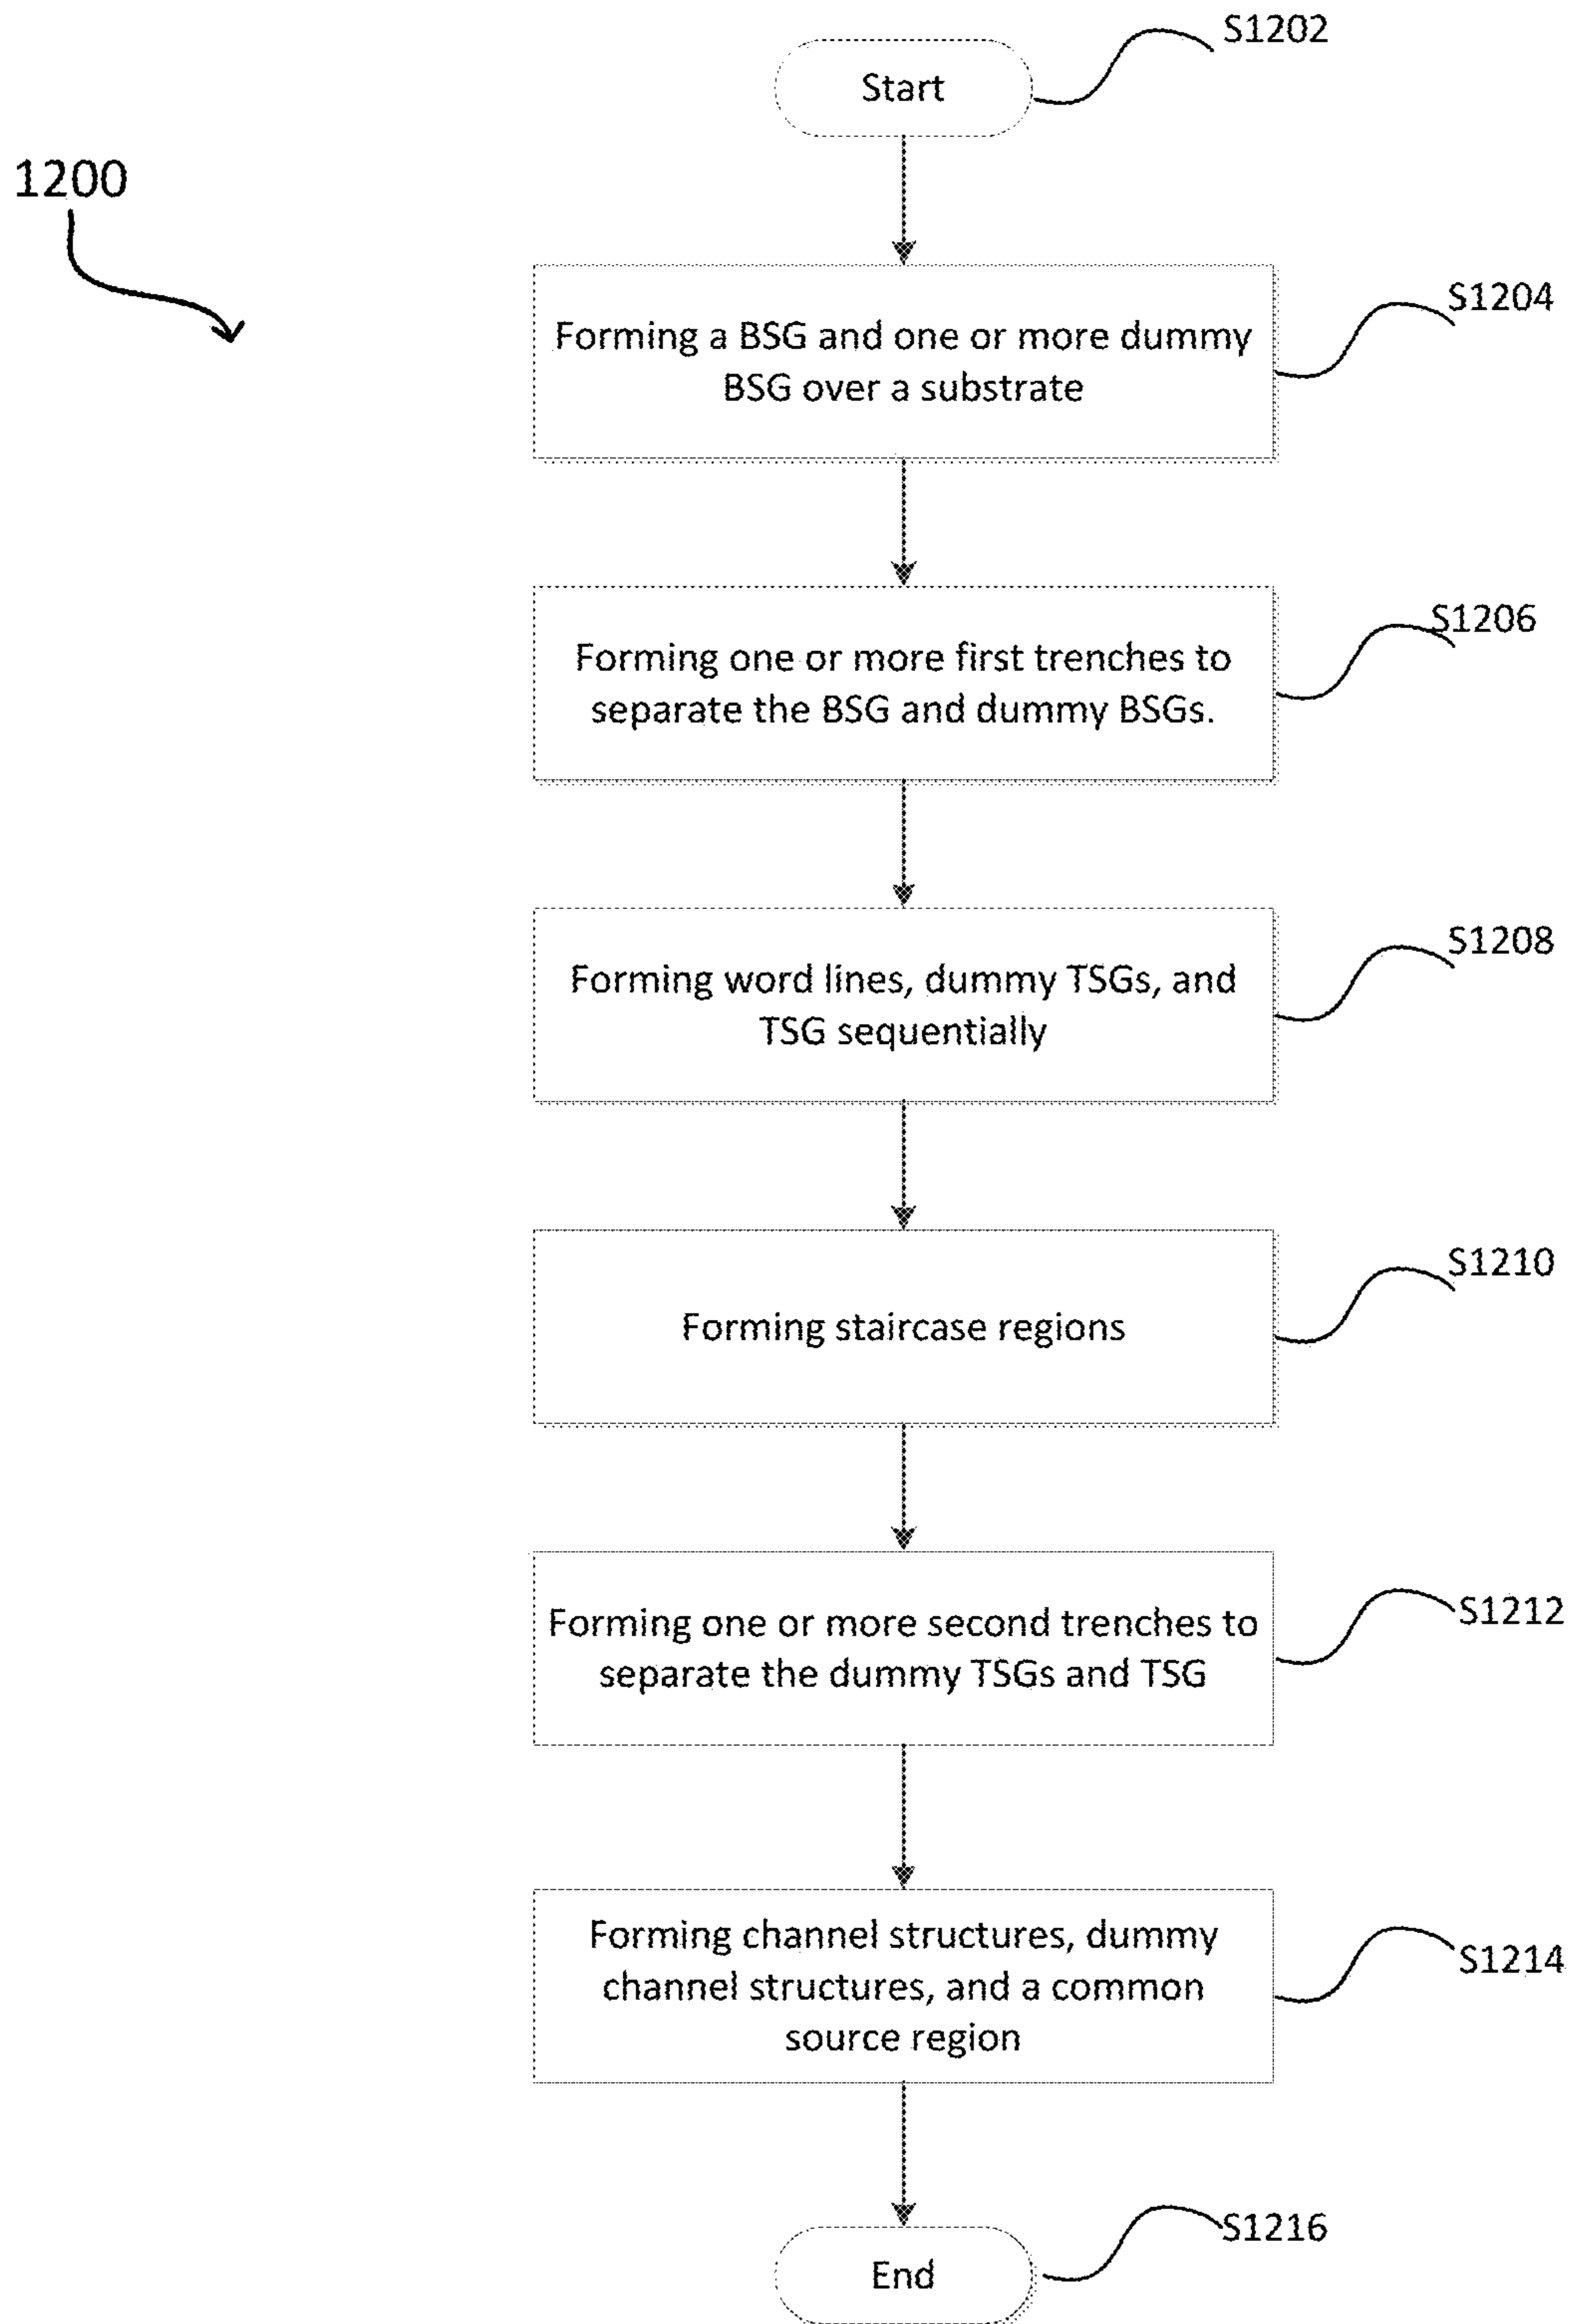 S1202
Start
1200
S1204
Forming a BSG and one or more dummy
BSG over a substrate
S1206
Forming one or more first trenches to
separate the BSG and dummy BSGs.
S1208
Forming word lines, dummy TSGs, and
TSG sequentially
S1210
Forming staircase regions
S1212
Forming one or more second trenches to
separate the dummy TSGs and TSG
S1214
Forming channel structures, dummy
channel structures, and a common
source region
S1216
End